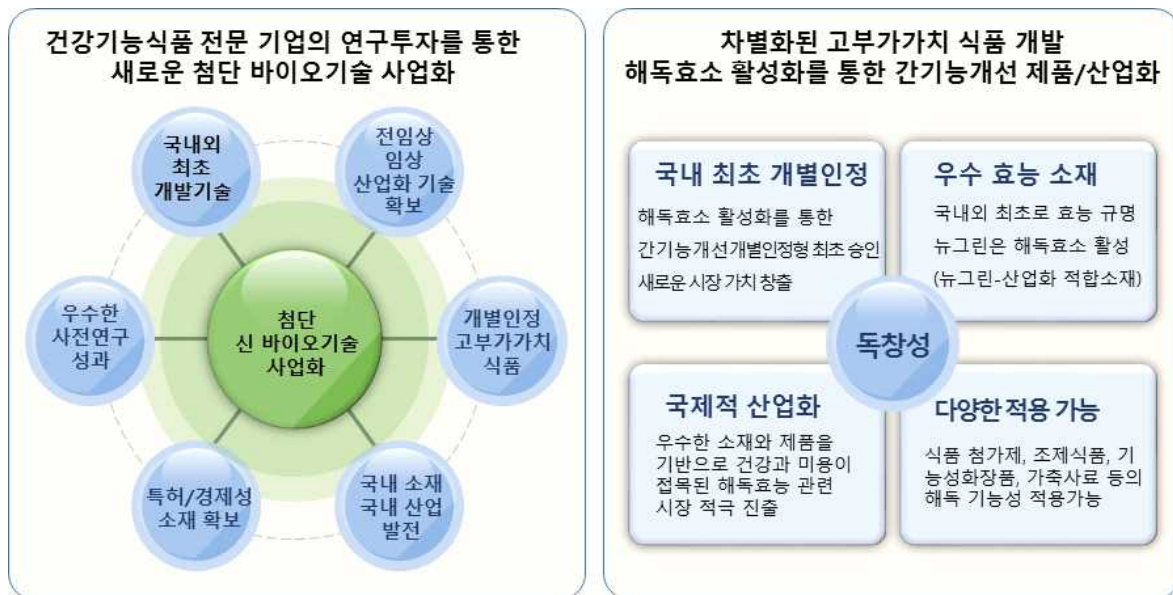 건강기능식품 전문 기업의 연구투자를 통한
새로운 첨단 바이오기술 사업화
국내외
최초
개발기술
전임상
임상
산업화 기술
확보
우수한
사전연구
성과
첨단
신 바이오기술
사업화
개별인정
고부가가치
식품
특허/경제성
소재 확보
국내 소재
국내 산업
발전
차별화된 고부가가치 식품 개발
해독효소 활성화를 통한 간기능개선 제품/산업화
국내 최초 개별인정
해독효소 활성화를 통한
간기능개선개별인정형 최초 승인
새로운 시장 가치 창출
우수 효능 소재
국내외 최초로 효능 규명
뉴그린은 해독효소 활성
(뉴그린-산업화 적합소재)
독창성
국제적 산업화
우수한 소재와 제품을
기반으로 건강과 미용이
접목된 해독효능 관련
시장 적극 진출
다양한 적용 가능
식품 첨가제, 조제식품, 기
능성화장품, 가축사료 등의
해독 기능성 적용가능